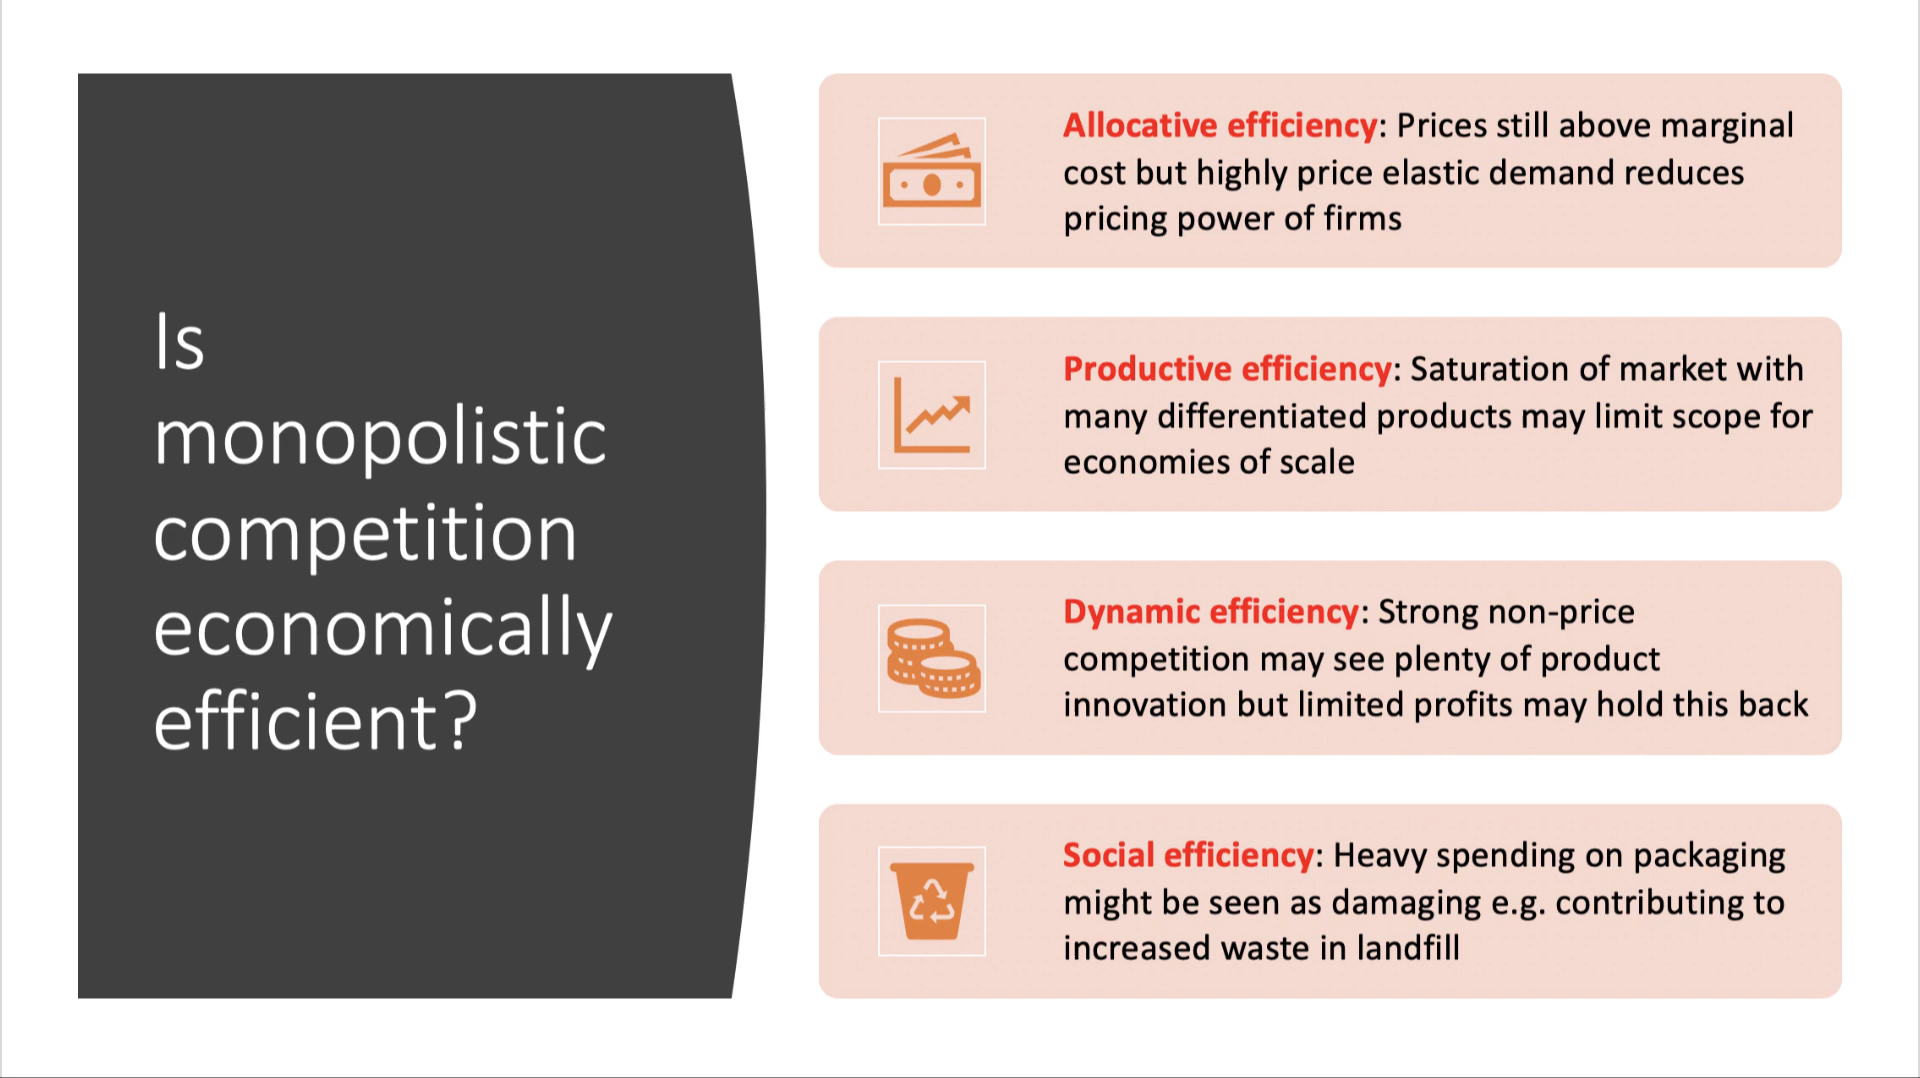 Is
monopolistic
competition
economically
efficient?
Allocative efficiency: Prices still above marginal
cost but highly price elastic demand reduces
pricing power of firms
Productive efficiency: Saturation of market with
many differentiated products may limit scope for
economies of scale
Dynamic efficiency: Strong non-price
competition may see plenty of product
innovation but limited profits may hold this back
Social efficiency: Heavy spending on packaging
might be seen as damaging e.g. contributing to
increased waste in landfill